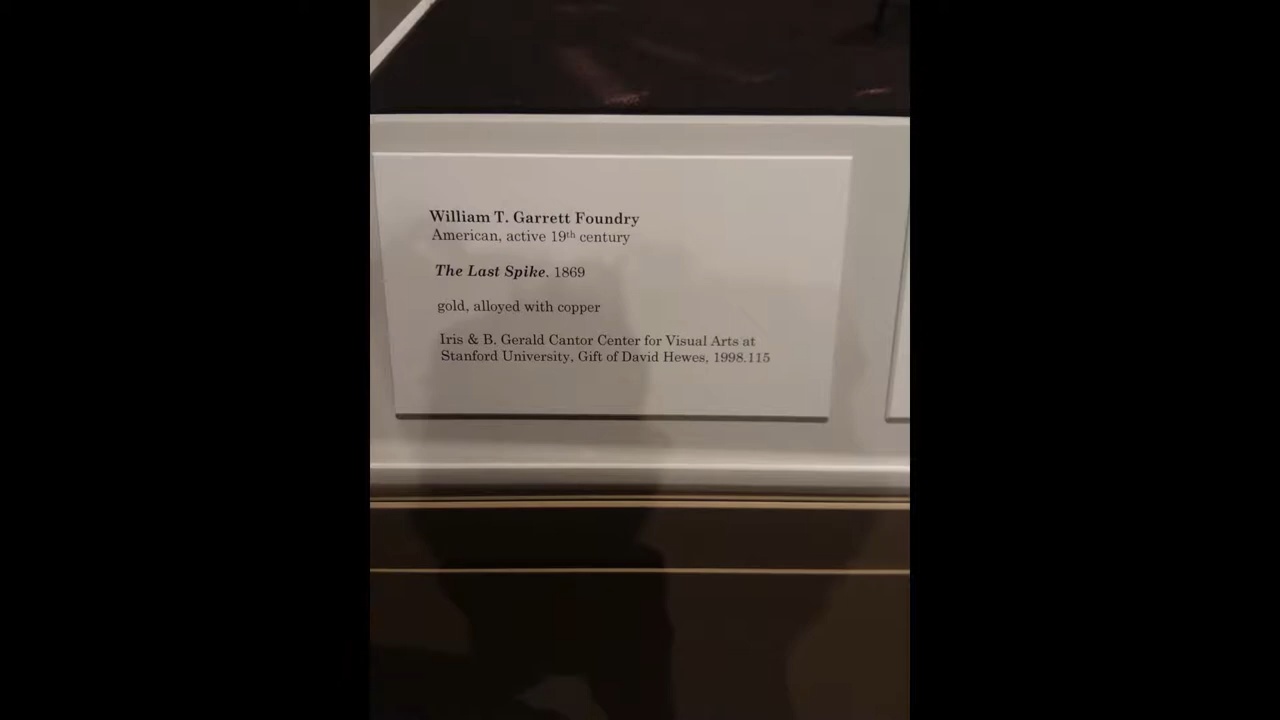 William T. Garrett Foundry
American, active 19th century
The Last Spike. 1869
gold, alloyed with copper
Iris & B. Gerald Cantor Center for Visual Arts at
Stanford University, Gift of David Hewes, 1998.115